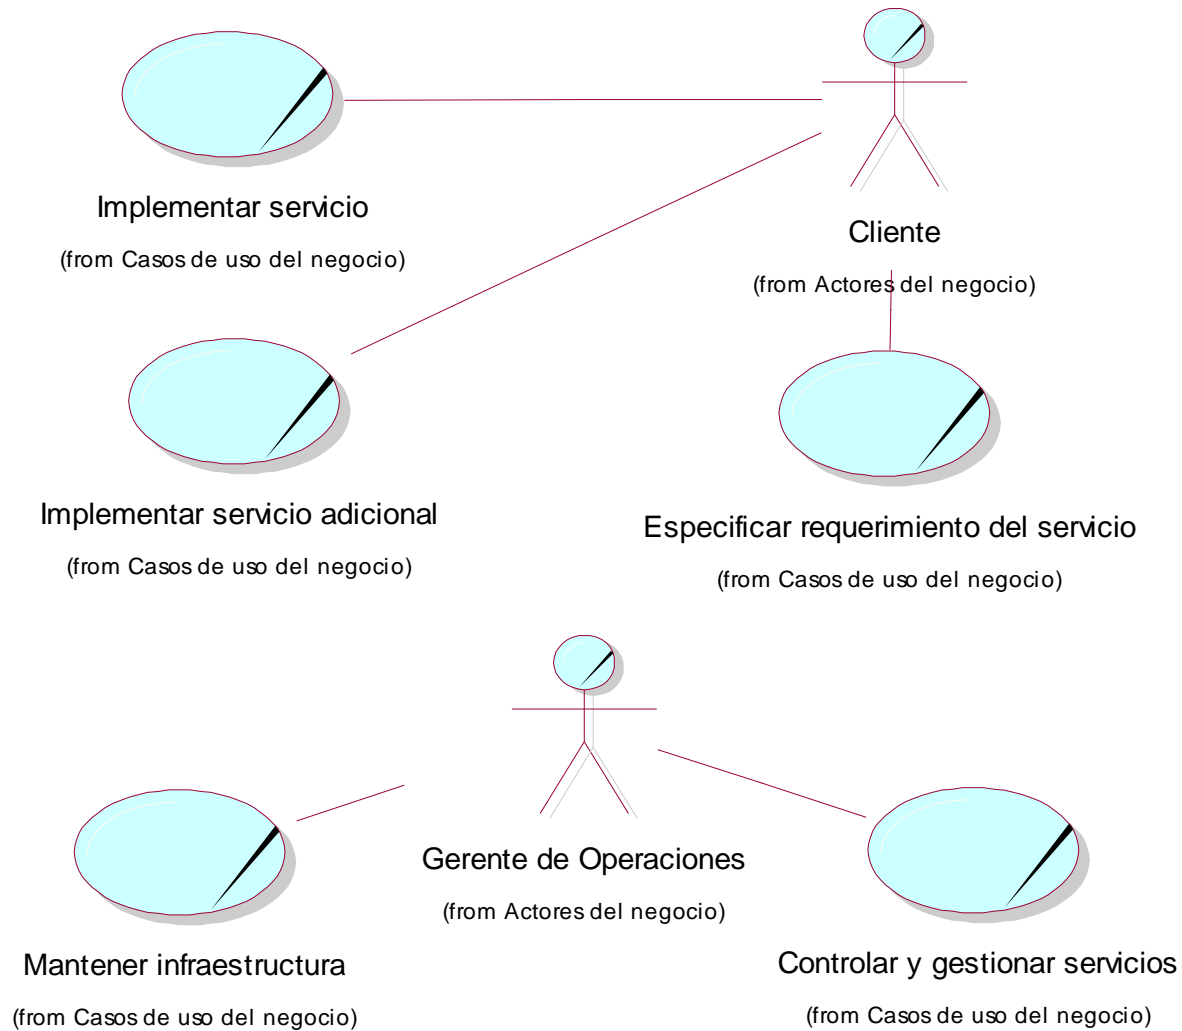 Implementar servicio
(from Casos de uso del negocio)
Cliente
(from Actores del negocio)
Implementar servicio adicional
(from Casos de uso del negocio)
Especificar requerimiento del servicio
(from Casos de uso del negocio)
Gerente de Operaciones
(from Actores del negocio)
Mantener infraestructura
(from Casos de uso del negocio)
Controlar y gestionar servicios
(from Casos de uso del negocio)